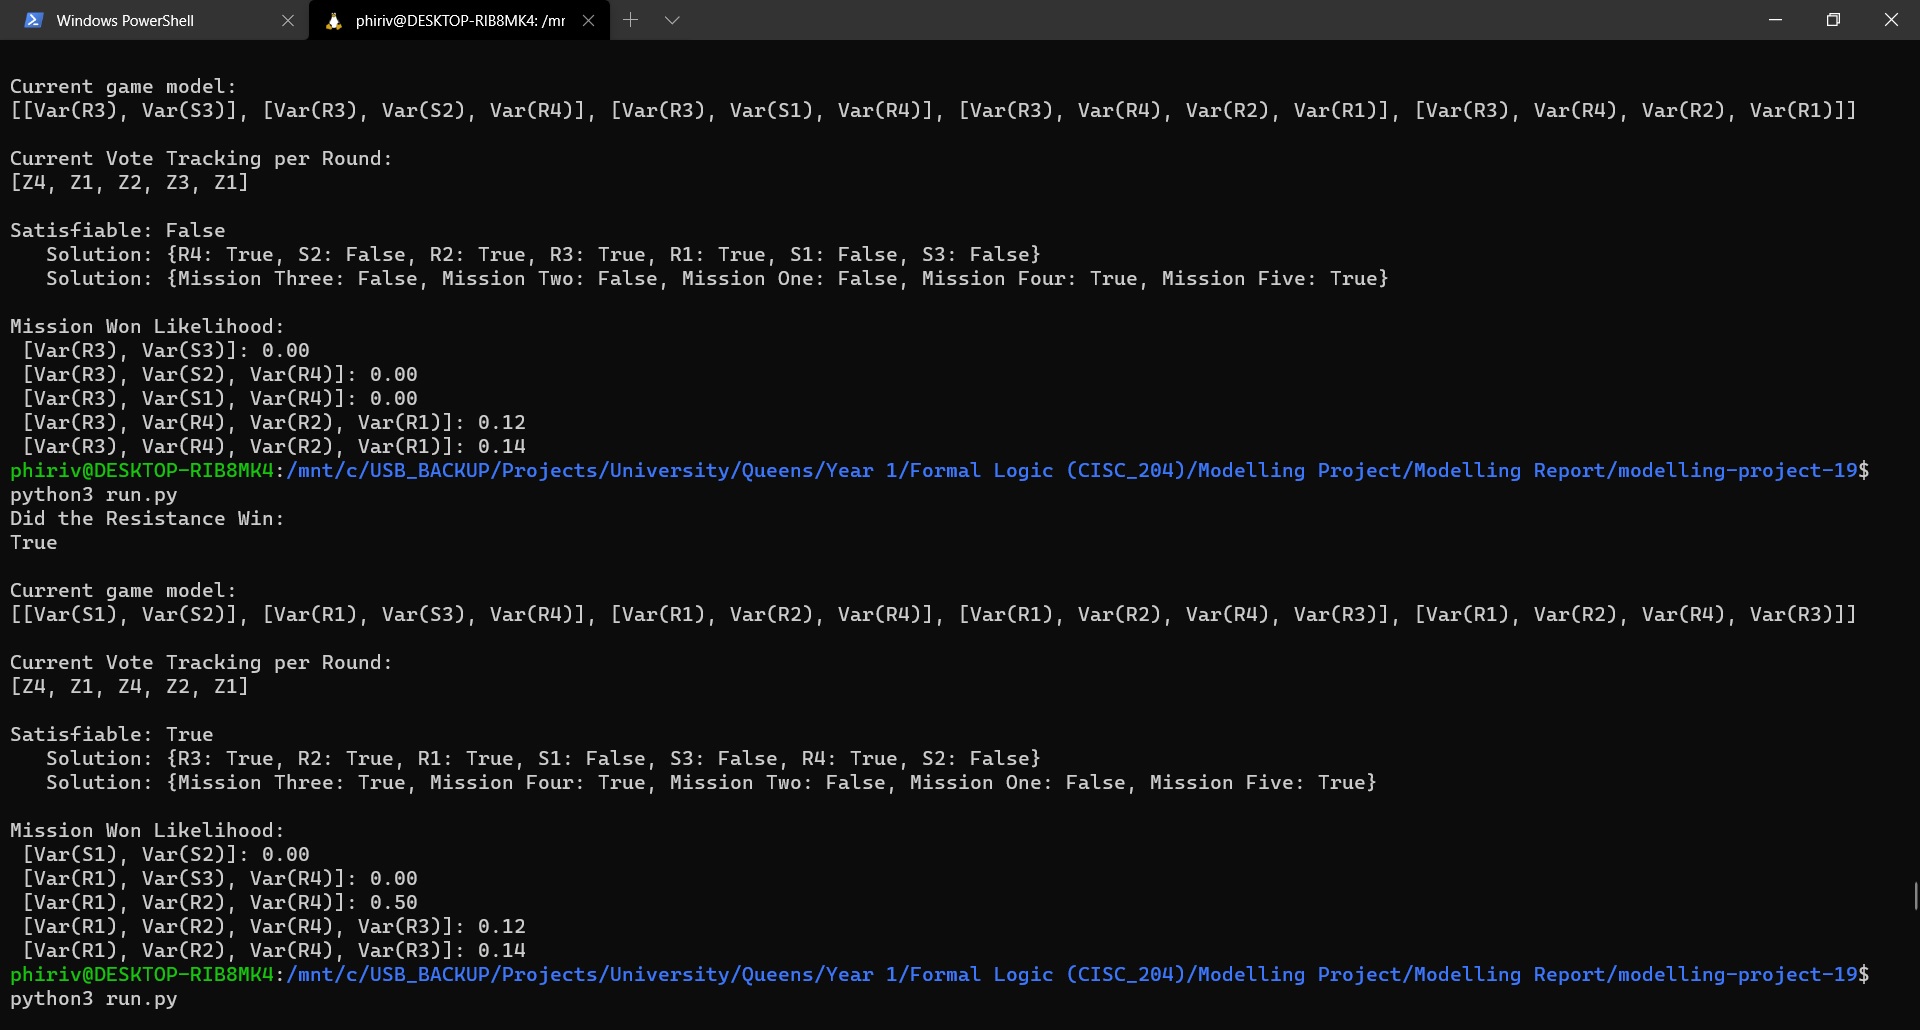 Windows PowerShell
phiriv@DESKTOP-RIB8MK4: /mr
Current game model:
[[Var(R3), Var(S3)], [Var(R3), Var(S2), Var(R4)], [Var(R3), Var(S1), Var(R4)], [Var(R3), Var(R4), Var(R2), Var(R1)], [Var(R3), Var(R4), Var(R2), Var(R1)]]
Current Vote Tracking per Round:
[Z4, Z1, Z2, Z3, Z1]
Satisfiable: False
Solution: {R4: True, S2: False, R2: True, R3: True, R1: True, S1: False, S3: False}
Solution: {Mission Three: False, Mission Two: False, Mission One: False, Mission Four: True, Mission Five: True}
Mission Won Likelihood:
[Var(R3), Var(S3)]: 0.00
[Var(R3), Var(S2), Var(R4)]: 0.00
[Var(R3), Var(S1), Var(R4)]: 0.00
[Var(R3), Var(R4), Var(R2), Var(R1)]: 0.12
[Var(R3), Var(R4), Var(R2), Var(R1)]: 0.14
phiriv@DESKTOP-RIB8MK4:/mnt/c/USB_BACKUP/Projects/University/Queens/Year 1/Formal Logic (CISC_204)/Modelling Project/Modelling Report/modelling-project-19$
python3 run.py
Did the Resistance Win:
True
Current game model:
[[Var(S1), Var(S2)], [Var(R1), Var(S3), Var(R4)], [Var(R1), Var(R2), Var(R4)], [Var(R1), Var(R2), Var(R4), Var(R3)], [Var(R1), Var(R2), Var(R4), Var(R3)]]
Current Vote Tracking per Round:
[Z4, Z1, Z4, Z2, Z1]
Satisfiable: True
Solution: {R3: True, R2: True, R1: True, S1: False, S3: False, R4: True, S2: False}
Solution: {Mission Three: True, Mission Four: True, Mission Two: False, Mission One: False, Mission Five: True}
Mission Won Likelihood:
[Var(S1), Var(S2)]: 0.00
[Var(R1), Var(S3), Var(R4)]: 0.00
[Var(R1), Var(R2), Var(R4)]: 0.50
[Var(R1), Var(R2), Var(R4), Var(R3)]: 0.12
[Var(R1), Var(R2), Var(R4), Var(R3)]: 0.14
phiriv@DESKTOP-RIB8MK4:/mnt/c/USB_BACKUP/Projects/University/Queens/Year 1/Formal Logic (CISC_204)/Modelling Project/Modelling Report/modelling-project-19$
python3 run.py